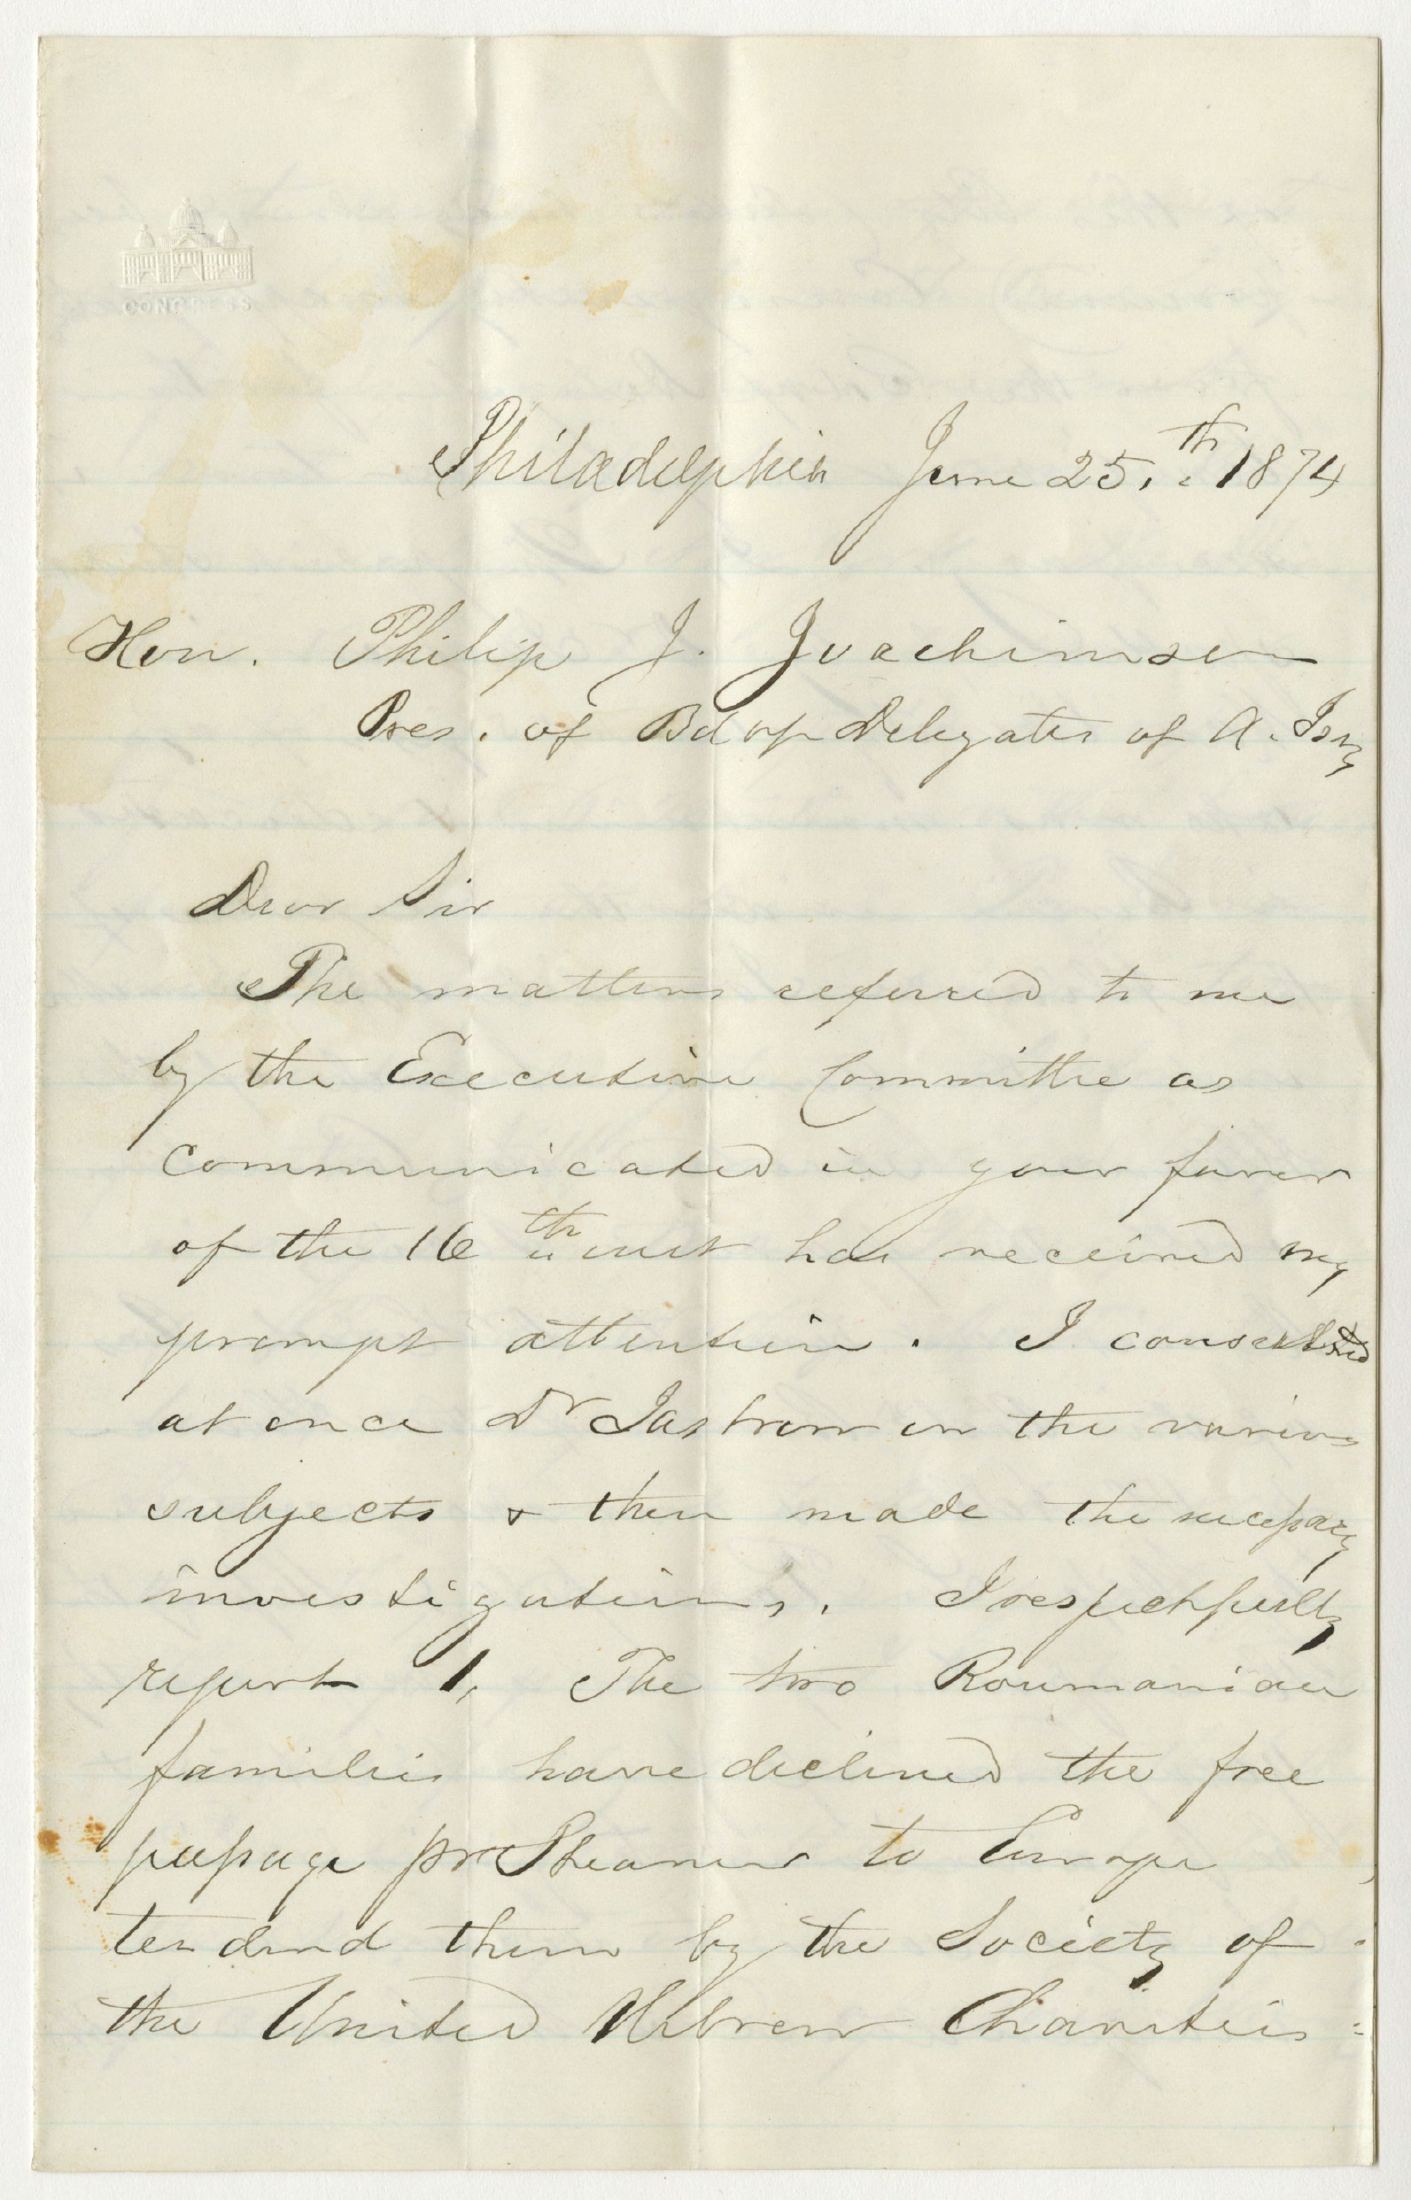 CONGRESS
Philadelphia June 25,th 1874
Hon. Philip J. Joachimsen
Pres. of Bd of Delegates of A. Isr
Dear Sir
The matters referred to me
by the Executive Committee as
communicated in your favor
of the 16th inst has received my
prompt attention. I consulted
at once Dr Jastrow on the various
subjects & then made the necessary
investigations. I respectfully
report 1, The two Roumanian
families have declined the free
passage pr Steamer to Europe
tendered them by the Society of
the United Hebrew Charities